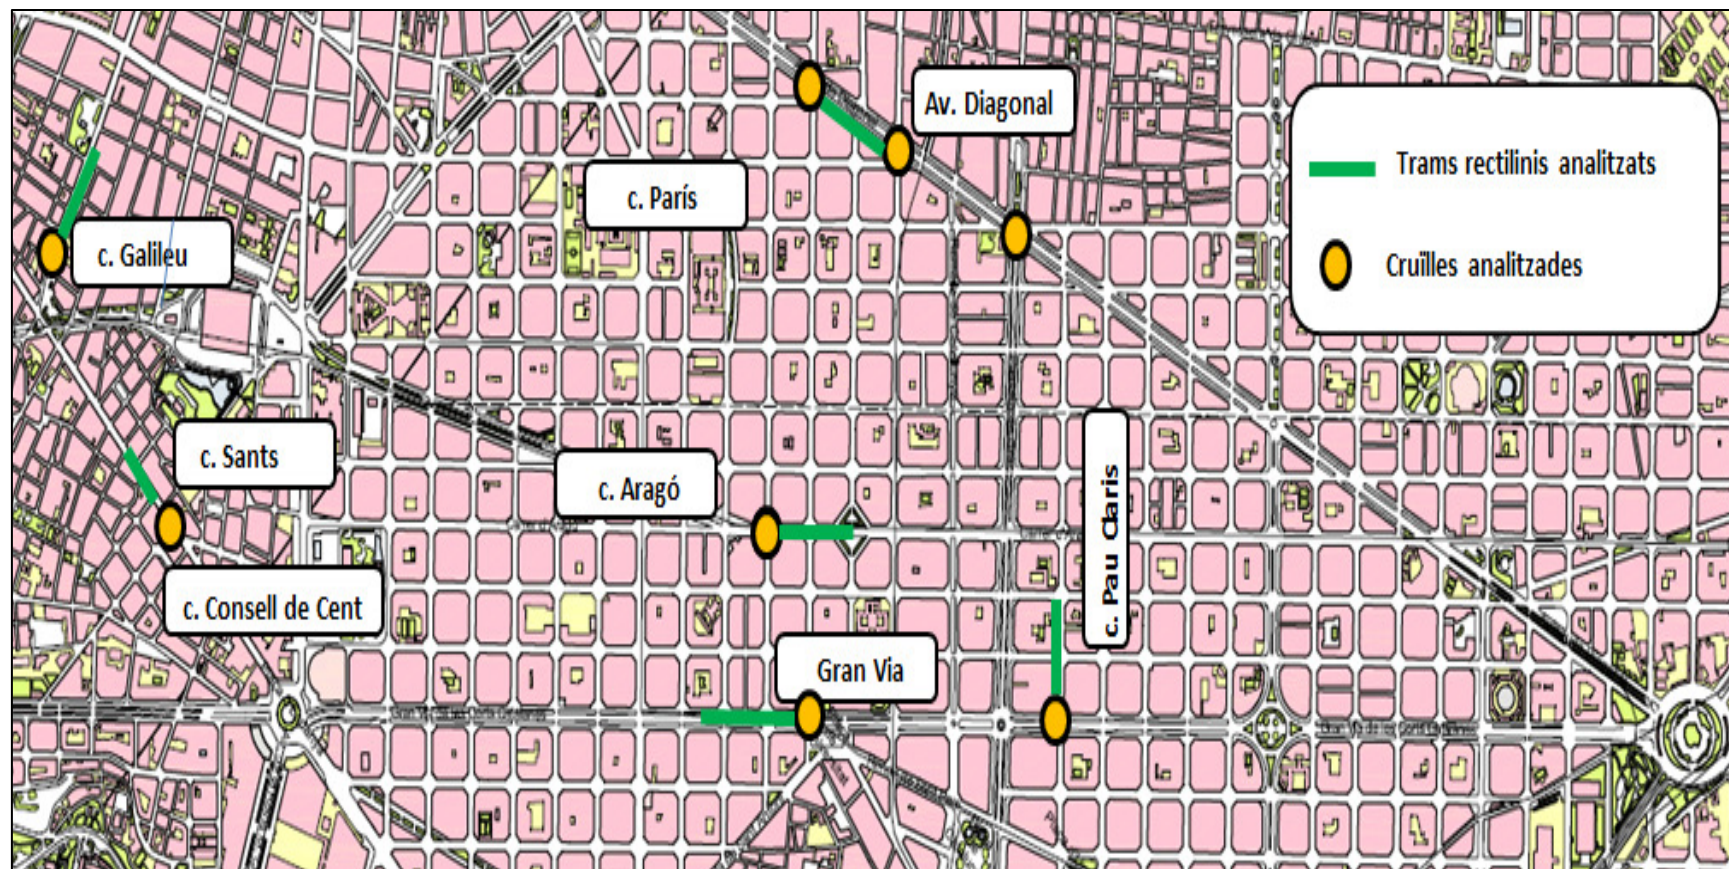 Av. Diagonal
c. París
c. Galileu
Trams rectilinis analitzats
Cruïlles analitzades
c. Sants
c. Aragó
c. Pau Claris
c. Consell de Cent
Gran Via